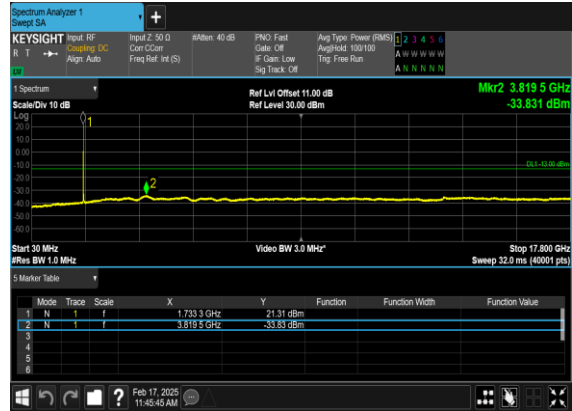 Spectrum Analyzer 1
Swept SA
+
KEYSIGHT Input: RF Input Z: 50 Ω #Atten: 40 dB PNO: Fast Avg Type: Power (RMS) 1 2 3 4 5 6
R T Coupling: DC Corr CCorr Gate: Off Avg|Hold: 100/100 A W W W W W
Align: Auto Freq Ref: Int (S) IF Gain: Low Trig: Free Run
Sig Track: Off A N N N N N
1 Spectrum Ref Lvl Offset 11.00 dB Mkr2 3.819 5 GHz
Scale/Div 10 dB Ref Level 30.00 dBm -33.831 dBm
Log
1
20.0
10.0
0.00
-10.0
DL1 -13.00 dBm
-20.0
2
-30.0
-40.0
-50.0
-60.0
Start 30 MHz Video BW 3.0 MHz* Stop 17.800 GHz
#Res BW 1.0 MHz Sweep 32.0 ms (40001 pts)
5 Marker Table
Mode Trace Scale X Y Function Function Width Function Value
1 N 1 f 1.733 3 GHz 21.31 dBm
2 N 1 f 3.819 5 GHz -33.83 dBm
3
4
5
6
? Feb 17, 2025
11:45:45 AM